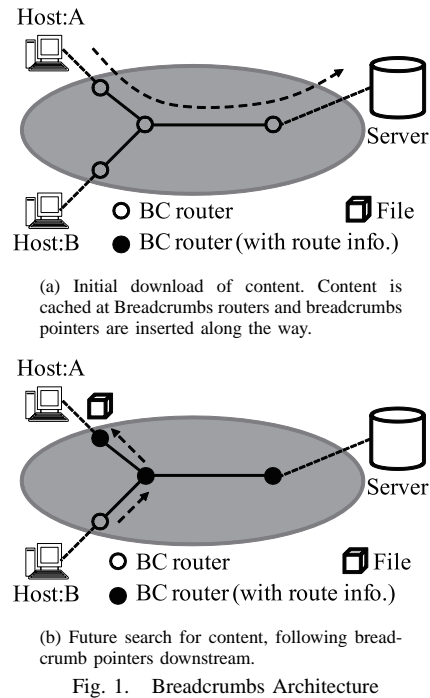 Host:A
Server
Host:B
BC router
File
BC router (with route info.)
(a) Initial download of content. Content is
cached at Breadcrumbs routers and breadcrumbs
pointers are inserted along the way.
Host:A
Server
Host:B
BC router
File
BC router (with route info.)
(b) Future search for content, following bread-
crumb pointers downstream.
Fig. 1. Breadcrumbs Architecture